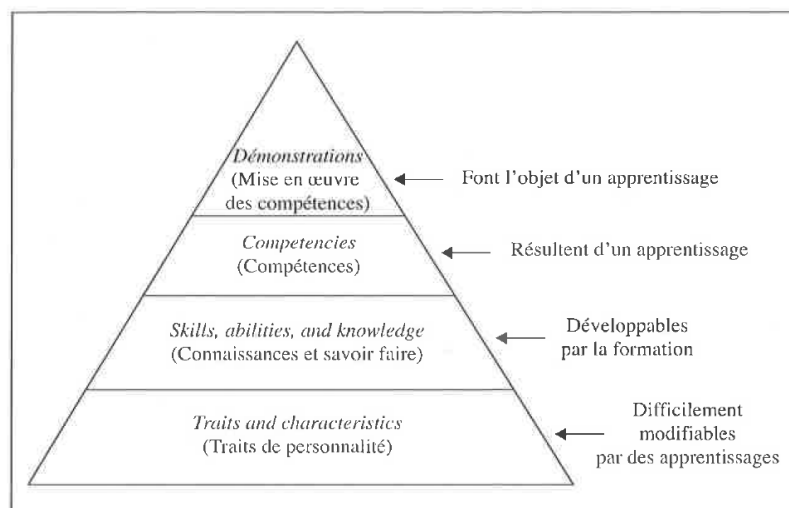 Démonstrations
(Mise en œuvre
des compétences)
Font l'objet d'un apprentissage
Competencies
(Compétences)
Résultent d'un apprentissage
Skills, abilities, and knowledge
(Connaissances et savoir faire)
Développables
par la formation
Traits and characteristics
(Traits de personnalité)
Difficilement
modifiables
par des apprentissages